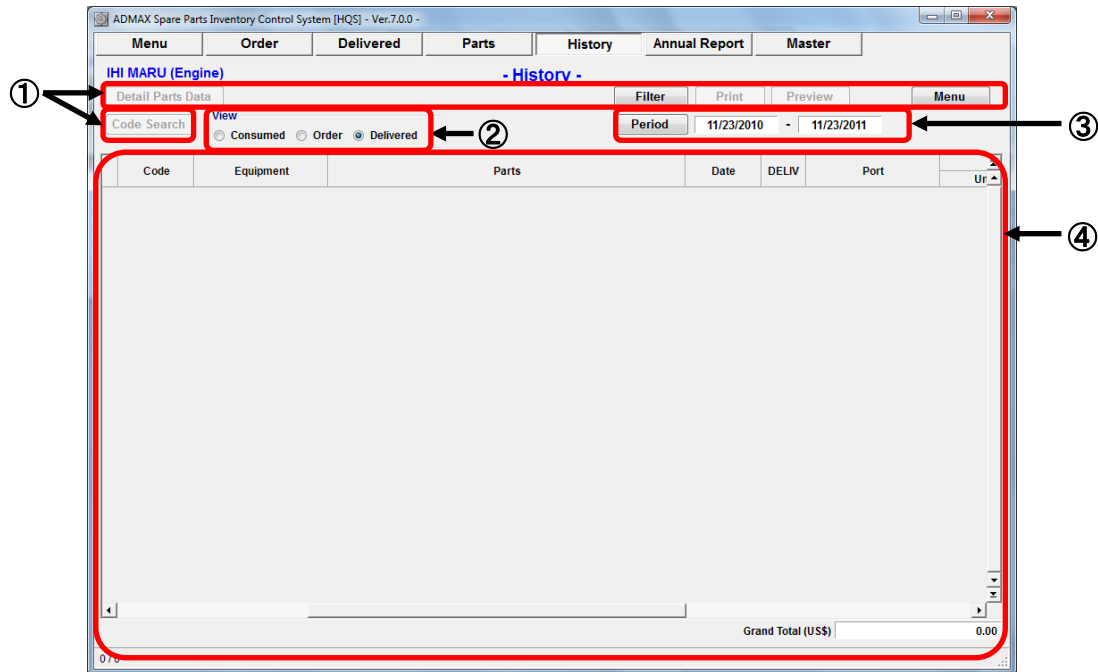 ADMAX Spare Parts Inventory Control System [HQS] - Ver.7.0.0 -
Menu Order Delivered Parts History Annual Report Master
IHI MARU (Engine) - History -
① Detail Parts Data Filter Print Preview Menu
Code Search View Consumed Order Delivered ② Period 11/23/2010 - 11/23/2011 ③
Code Equipment Parts Date DELIV Port
④
Grand Total (US$) 0.00